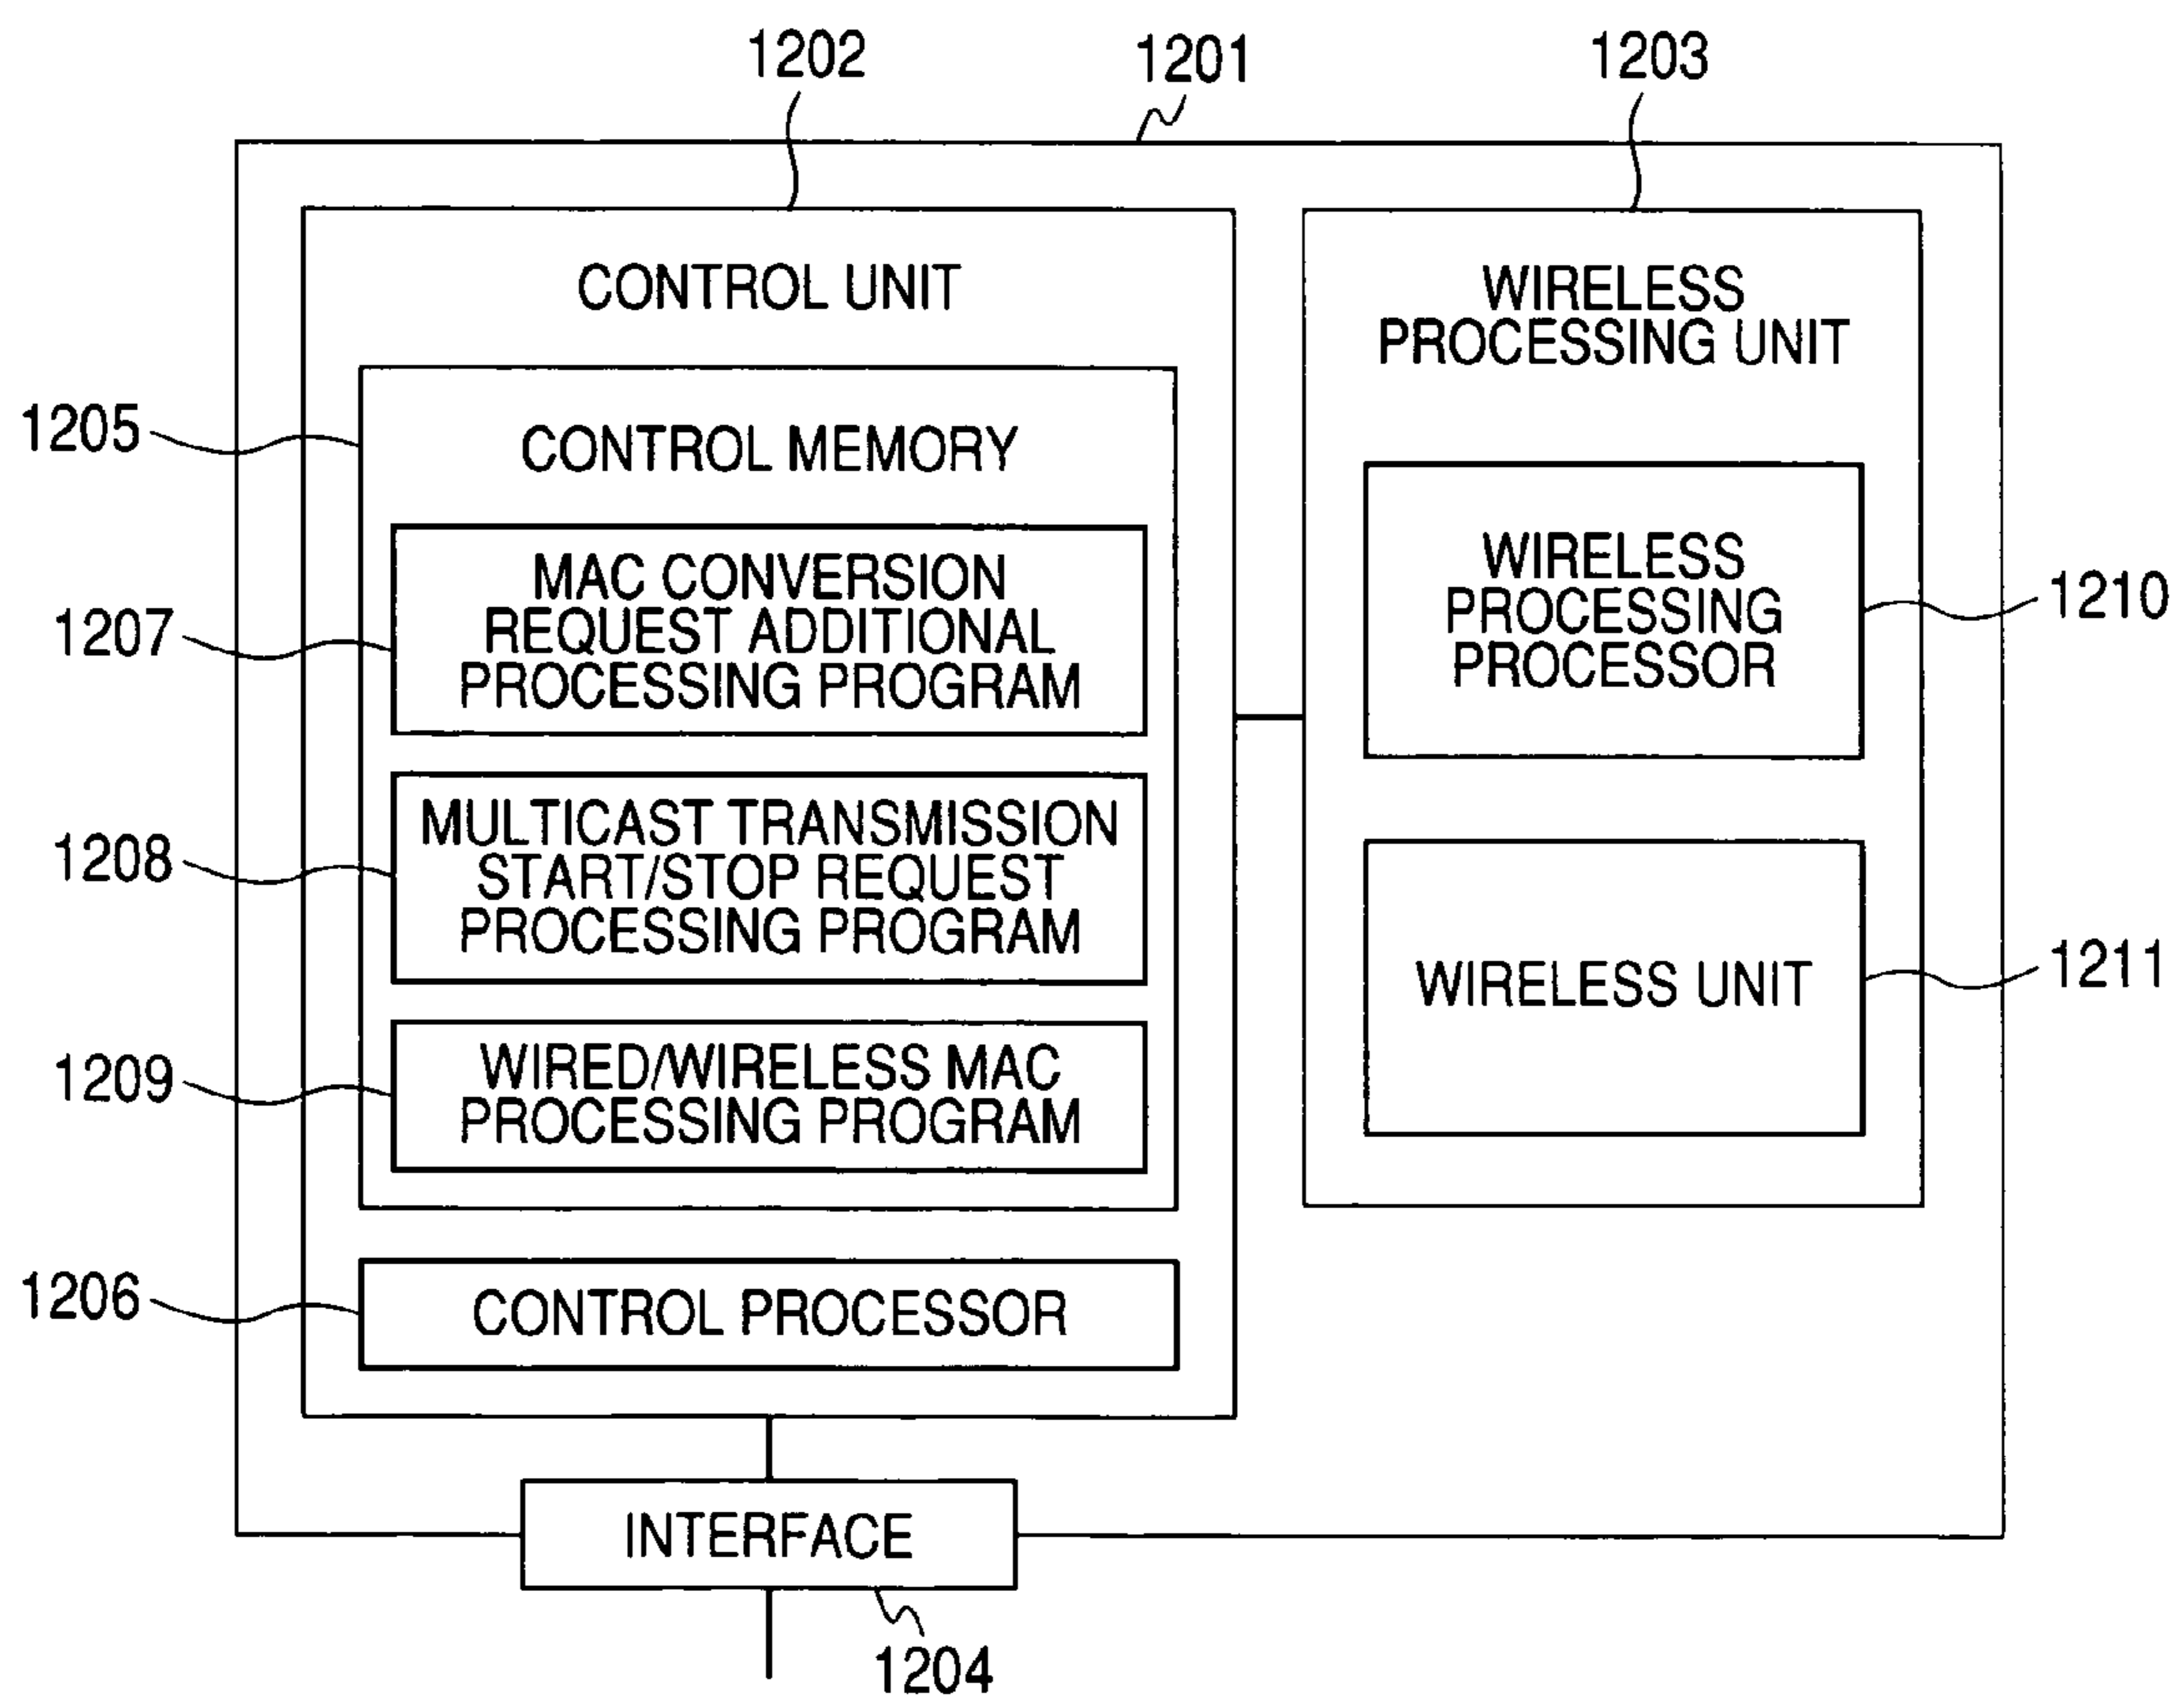 1202
1201
1203
CONTROL UNIT
WIRELESS
PROCESSING UNIT
1205
CONTROL MEMORY
1207
MAC CONVERSION
REQUEST ADDITIONAL
PROCESSING PROGRAM
WIRELESS
PROCESSING
PROCESSOR
1210
1208
MULTICAST TRANSMISSION
START/STOP REQUEST
PROCESSING PROGRAM
WIRELESS UNIT
1211
1209
WIRED/WIRELESS MAC
PROCESSING PROGRAM
1206
CONTROL PROCESSOR
INTERFACE
1204